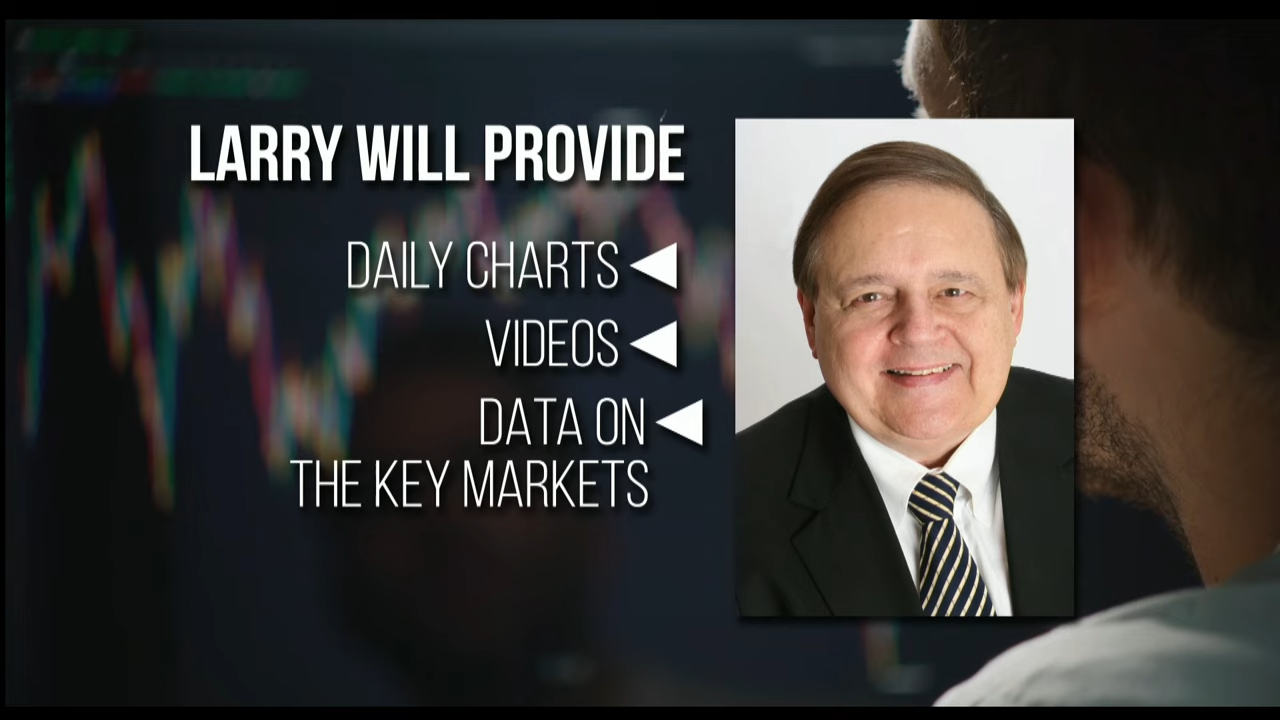 LARRY WILL PROVIDE
DAILY CHARTS
VIDEOS
DATA ON
THE KEY MARKETS